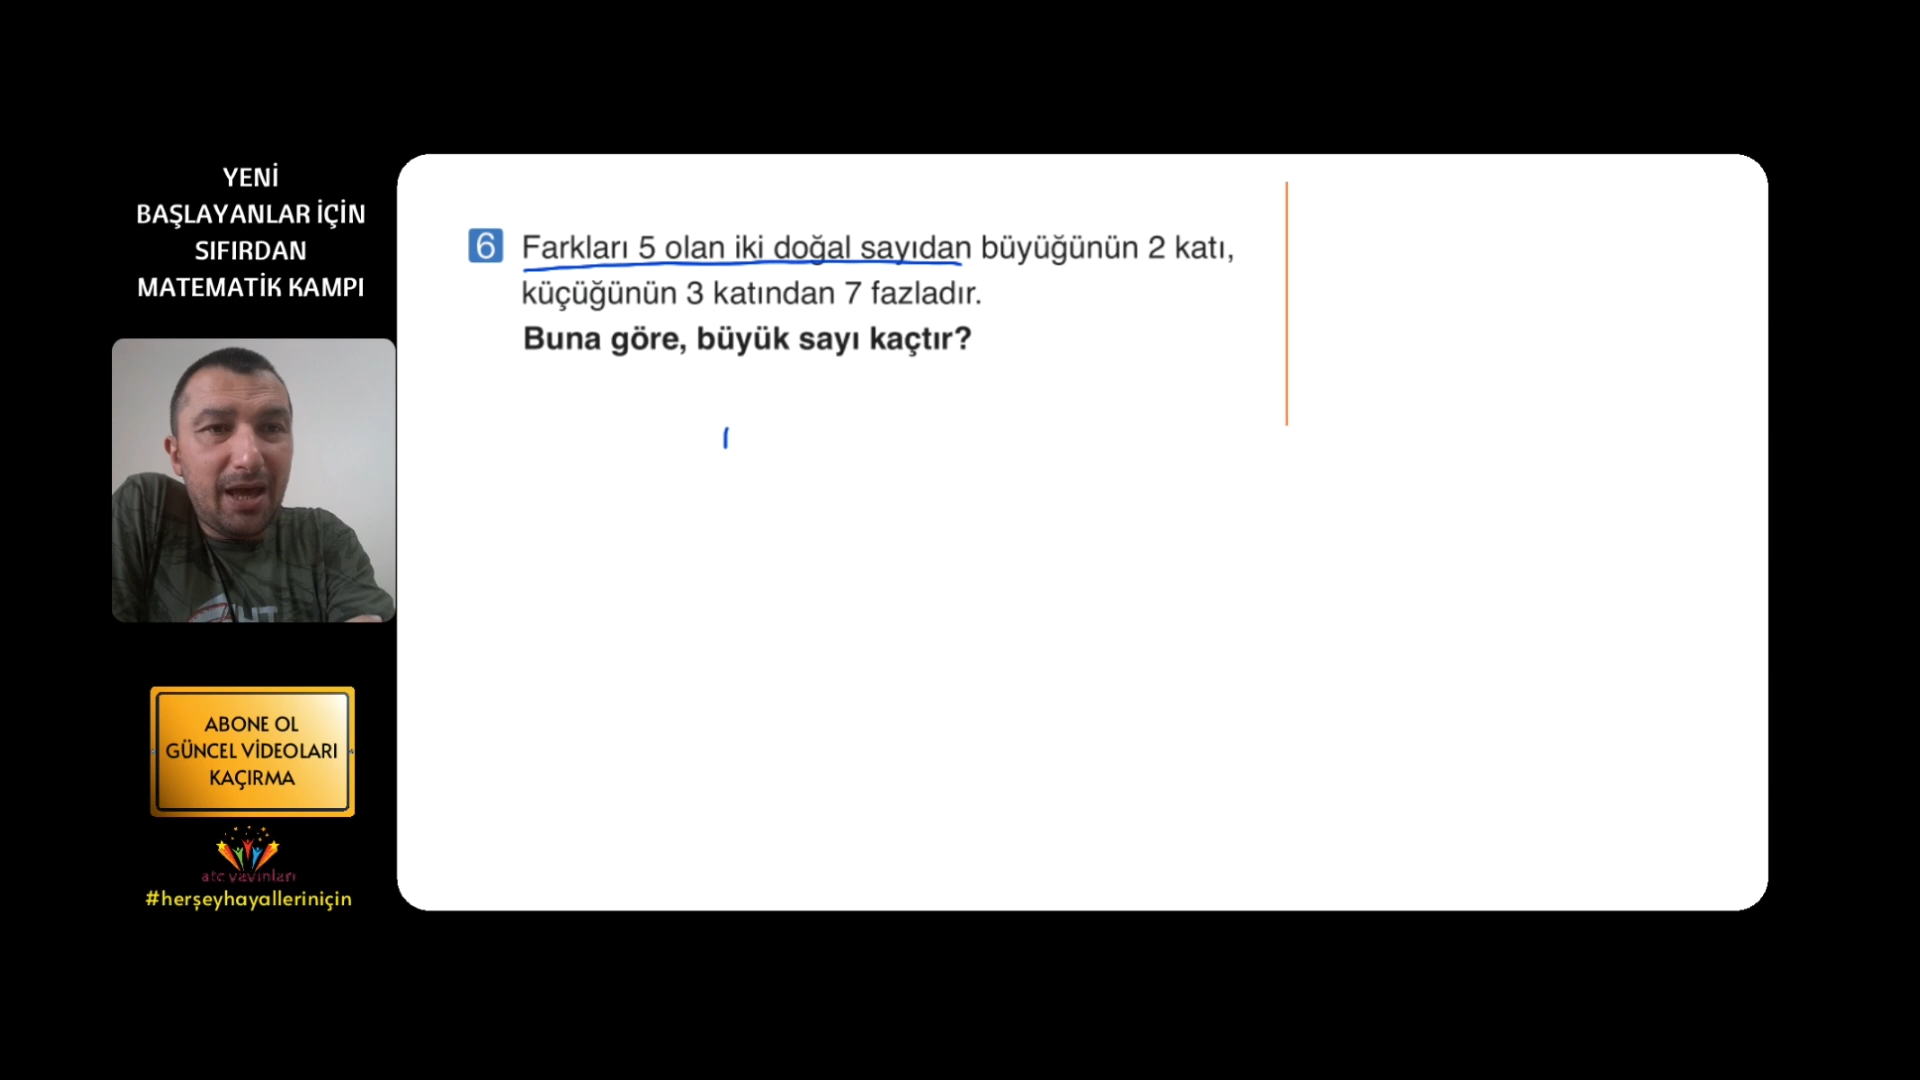 YENİ
BAŞLAYANLAR İÇİN
SIFIRDAN
MATEMATİK KAMPI
6 Farkları 5 olan iki doğal sayıdan büyüğünün 2 katı,
küçüğünün 3 katından 7 fazladır.
Buna göre, büyük sayı kaçtır?
ABONE OL
GÜNCEL VİDEOLARI
KAÇIRMA
atc yayınları
#herşeyhayalleriniçin